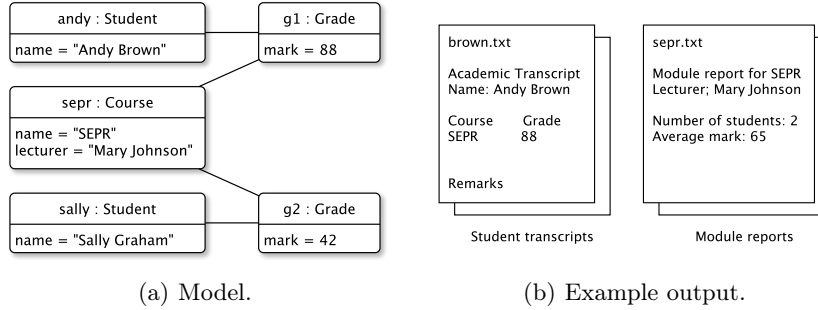 andy : Student
name = "Andy Brown"
g1 : Grade
mark = 88
sepr : Course
name = "SEPR"
lecturer = "Mary Johnson"
sally : Student
name = "Sally Graham"
g2 : Grade
mark = 42
(a) Model.
brown.txt
Academic Transcript
Name: Andy Brown
Course Grade
SEPR 88
Remarks
Student transcripts
sepr.txt
Module report for SEPR
Lecturer; Mary Johnson
Number of students: 2
Average mark: 65
Module reports
(b) Example output.